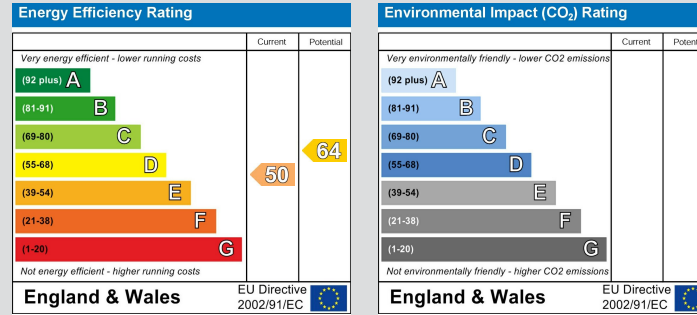 Energy Efficiency Rating
Current Potential
Very energy efficient - lower running costs
(92 plus) A
(81-91) B
(69-80) C
(55-68) D
(39-54) E
(21-38) F
(1-20) G
64
50
Not energy efficient - higher running costs
England & Wales
EU Directive
2002/91/EC
Environmental Impact (CO₂) Rating
Current Potent
Very environmentally friendly - lower CO2 emissions
(92 plus) A
(81-91) B
(69-80) C
(55-68) D
(39-54) E
(21-38) F
(1-20) G
Not environmentally friendly - higher CO2 emissions
England & Wales
EU Directive
2002/91/EC